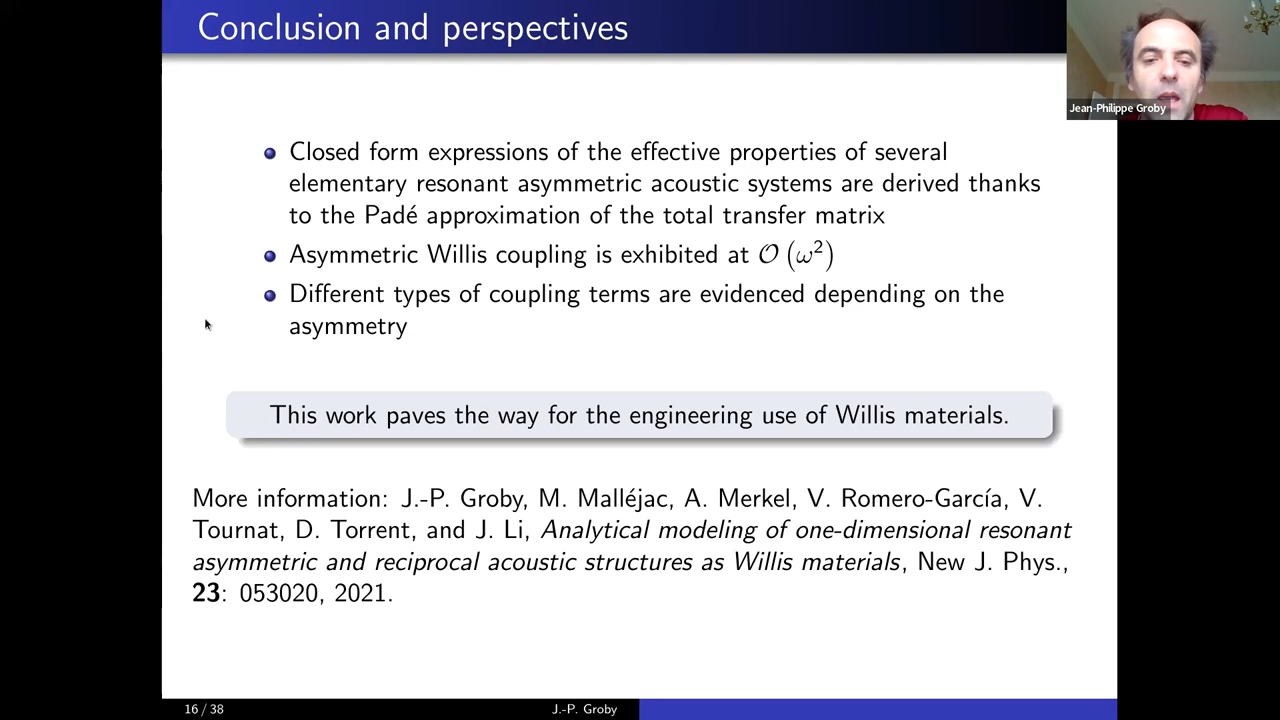 Conclusion and perspectives
Jean-Philippe Groby
Closed form expressions of the effective properties of several
elementary resonant asymmetric acoustic systems are derived thanks
to the Padé approximation of the total transfer matrix
Asymmetric Willis coupling is exhibited at 𝒪 (ω²)
Different types of coupling terms are evidenced depending on the
asymmetry
This work paves the way for the engineering use of Willis materials.
More information: J.-P. Groby, M. Malléjac, A. Merkel, V. Romero-García, V.
Tournat, D. Torrent, and J. Li, Analytical modeling of one-dimensional resonant
asymmetric and reciprocal acoustic structures as Willis materials, New J. Phys.,
23: 053020, 2021.
16 / 38
J.-P. Groby